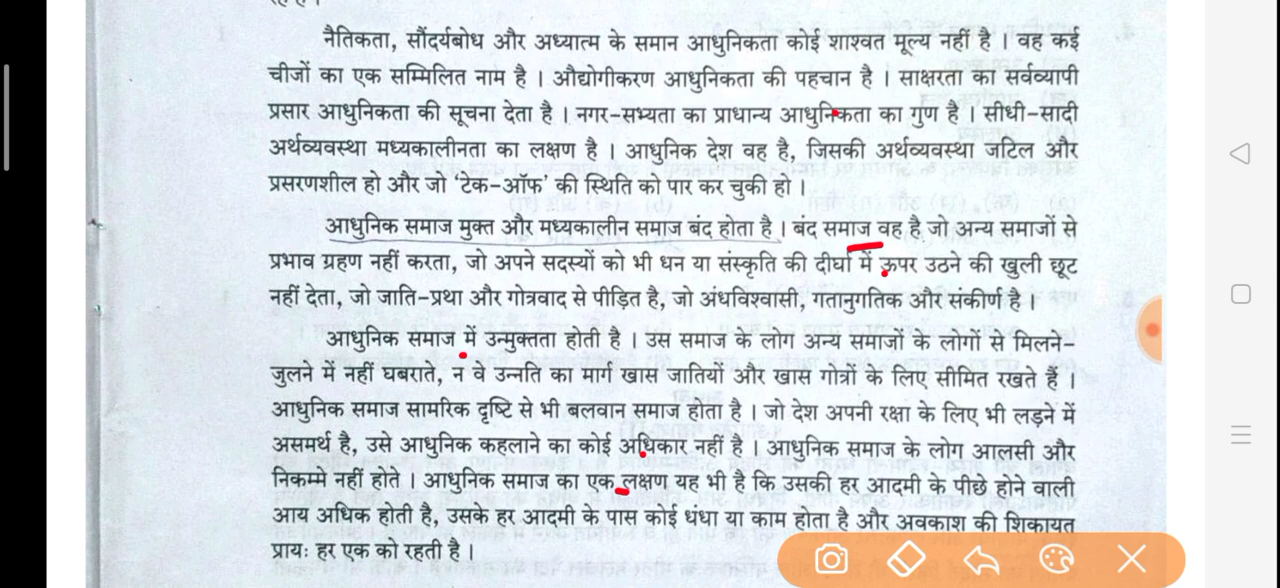 नैतिकता, सौंदर्यबोध और अध्यात्म के समान आधुनिकता कोई शाश्वत मूल्य नहीं है । वह कई
चीजों का एक सम्मिलित नाम है । औद्योगीकरण आधुनिकता की पहचान है । साक्षरता का सर्वव्यापी
प्रसार आधुनिकता की सूचना देता है । नगर-सभ्यता का प्राधान्य आधुनिकता का गुण है । सीधी-सादी
अर्थव्यवस्था मध्यकालीनता का लक्षण है । आधुनिक देश वह है, जिसकी अर्थव्यवस्था जटिल और
प्रसरणशील हो और जो 'टेक-ऑफ' की स्थिति को पार कर चुकी हो ।
आधुनिक समाज मुक्त और मध्यकालीन समाज बंद होता है । बंद समाज वह है जो अन्य समाजों से
प्रभाव ग्रहण नहीं करता, जो अपने सदस्यों को भी धन या संस्कृति की दीर्घा में ऊपर उठने की खुली छूट
नहीं देता, जो जाति-प्रथा और गोत्रवाद से पीड़ित है, जो अंधविश्वासी, गतानुगतिक और संकीर्ण है ।
आधुनिक समाज में उन्मुक्तता होती है । उस समाज के लोग अन्य समाजों के लोगों से मिलने-
जुलने में नहीं घबराते, न वे उन्नति का मार्ग खास जातियों और खास गोत्रों के लिए सीमित रखते हैं ।
आधुनिक समाज सामरिक दृष्टि से भी बलवान समाज होता है । जो देश अपनी रक्षा के लिए भी लड़ने में
असमर्थ है, उसे आधुनिक कहलाने का कोई अधिकार नहीं है । आधुनिक समाज के लोग आलसी और
निकम्मे नहीं होते । आधुनिक समाज का एक लक्षण यह भी है कि उसकी हर आदमी के पीछे होने वाली
आय अधिक होती है, उसके हर आदमी के पास कोई धंधा या काम होता है और अवकाश की शिकायत
प्रायः हर एक को रहती है ।